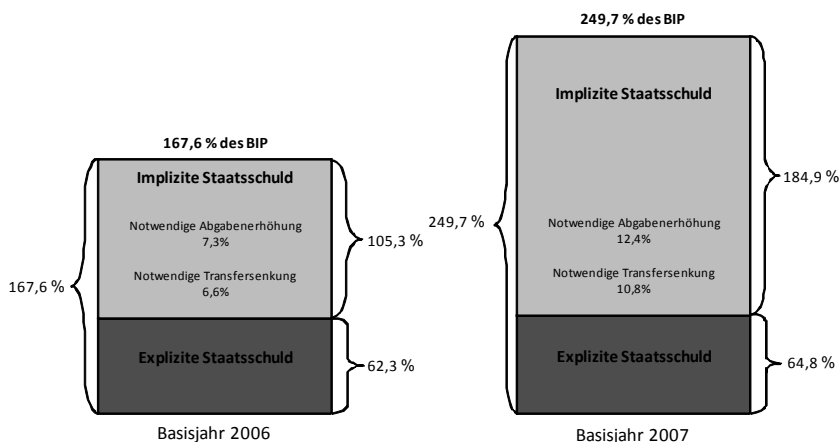 167,6 % des BIP
Implizite Staatsschuld
Notwendige Abgabenerhöhung
7,3%
Notwendige Transfersenkung
6,6%
167,6 %
105,3 %
Explizite Staatsschuld
62,3 %
Basisjahr 2006
249,7 % des BIP
Implizite Staatsschuld
184,9 %
249,7 %
Notwendige Abgabenerhöhung
12,4%
Notwendige Transfersenkung
10,8%
Explizite Staatsschuld
64,8 %
Basisjahr 2007